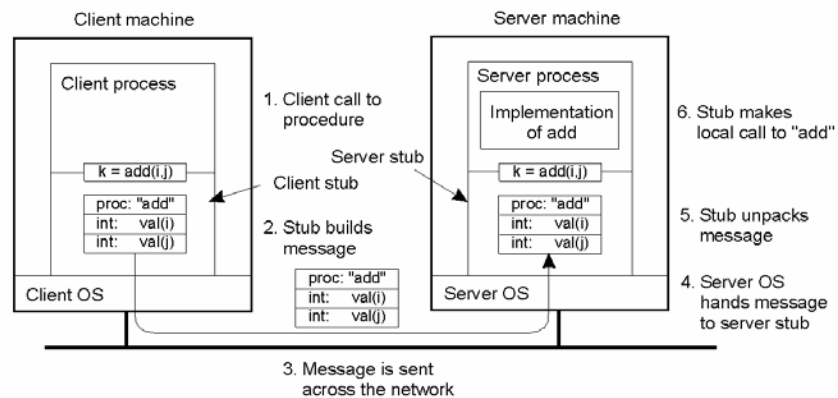 Client machine
Server machine
Client process
1. Client call to
procedure
Server process
Implementation
of add
6. Stub makes
local call to "add"
Server stub
k = add(i,j)
k = add(i,j)
Client stub
proc: "add"
int: val(i)
int: val(j)
2. Stub builds
message
proc: "add"
int: val(i)
int: val(j)
5. Stub unpacks
message
proc: "add"
int: val(i)
int: val(j)
4. Server OS
hands message
to server stub
Client OS
Server OS
3. Message is sent
across the network